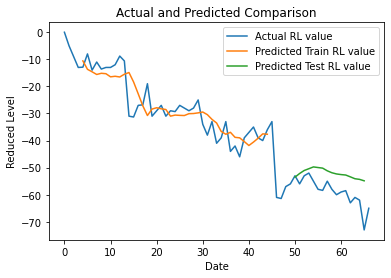 Actual and Predicted Comparison
Actual RL value
Predicted Train RL value
Predicted Test RL value
Reduced Level
0
−10
−20
−30
−40
−50
−60
−70
0 10 20 30 40 50 60
Date